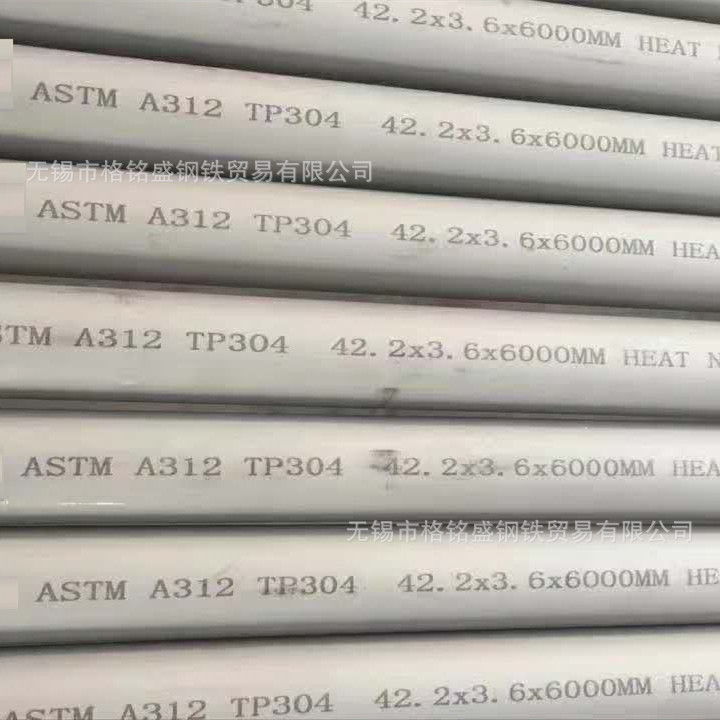 TP304 42.2x3.6x6000MM HEAT
ASTM A312 TP304 42.2x3.6x6000MM HEAT
无锡市格铭盛钢铁贸易有限公司
ASTM A312 TP304 42.2x3.6x6000MM HEA
STM A312 TP304 42.2x3.6x6000MM HEAT N
7
ASTM A312 TP304 42.2x3.6x6000MM HEA
无锡市格铭盛钢铁贸易有限公司
ASTM A312 TP304 42.2x3.6x6000MM HE
ASTM A312 TP304 42.2x3.6x6000MM HEA